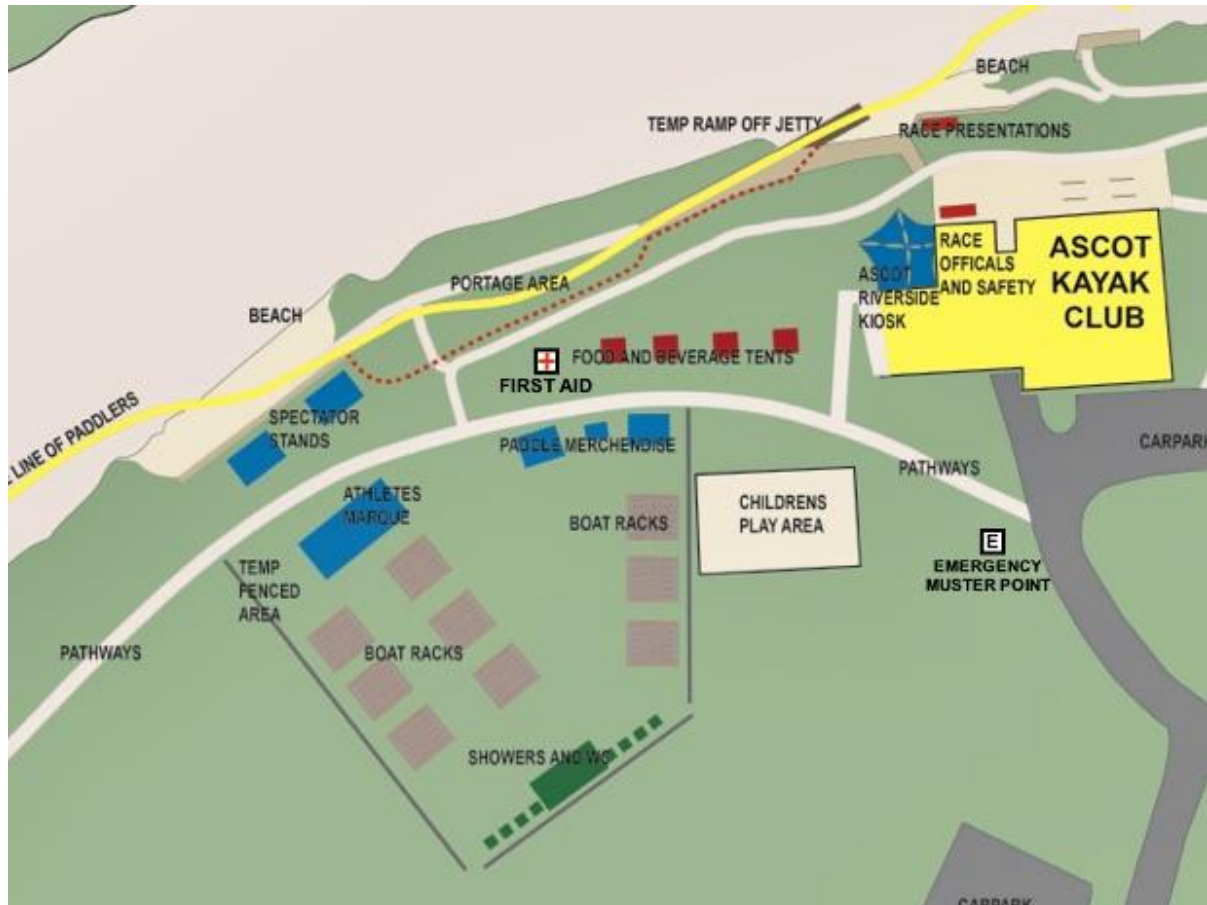 BEACH
TEMP RAMP OFF JETTY
RACE PRESENTATIONS
ASCOT
KAYAK
CLUB
RACE
OFFICALS
AND SAFETY
ASCOT
RIVERSIDE
KIOSK
PORTAGE AREA
BEACH
FOOD AND BEVERAGE TENTS
FIRST AID
LINE OF PADDLERS
SPECTATOR
STANDS
PADDLE MERCHENDISE
CARPARK
PATHWAYS
ATHLETES
MARQUE
BOAT RACKS
CHILDRENS
PLAY AREA
E
EMERGENCY
MUSTER POINT
TEMP
FENCED
AREA
PATHWAYS
BOAT RACKS
SHOWERS AND WS
CARPARK